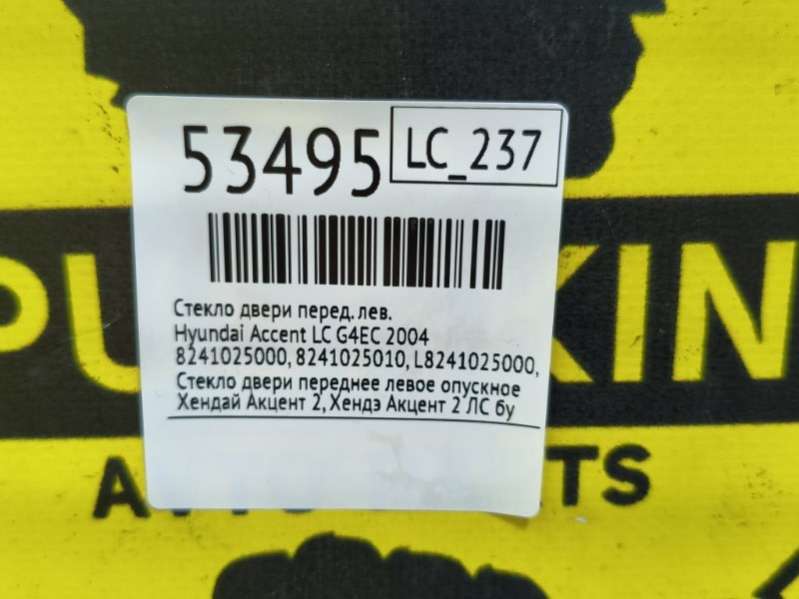 53495
LC_237
Стекло двери перед. лев.
Hyundai Accent LC G4EC 2004
8241025000, 8241025010, L8241025000,
Стекло двери переднее левое опускное
Хендай Акцент 2, Хендэ Акцент 2 ЛС бу